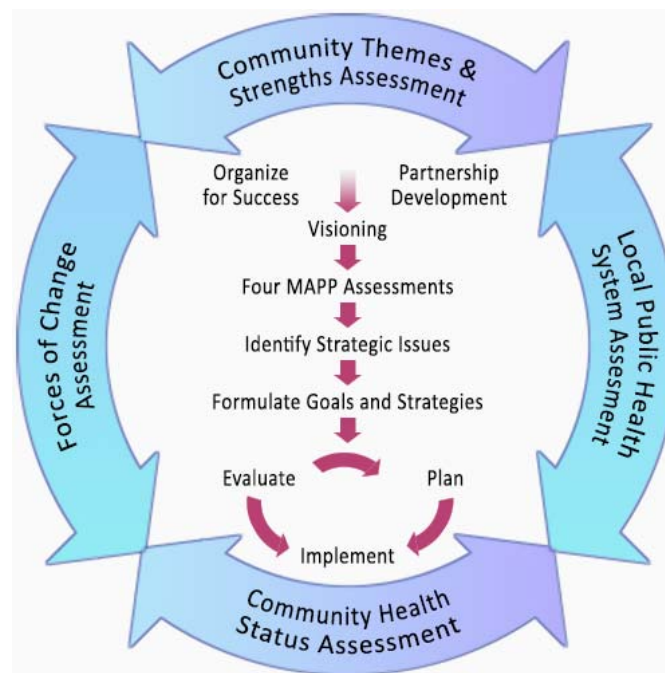 Community Themes &
Strengths Assessment
Organize
for Success
Partnership
Development
Visioning
Four MAPP Assessments
Identify Strategic Issues
Formulate Goals and Strategies
Evaluate
Plan
Implement
Forces of Change
Assessment
Local Public Health
System Assesment
Community Health
Status Assessment